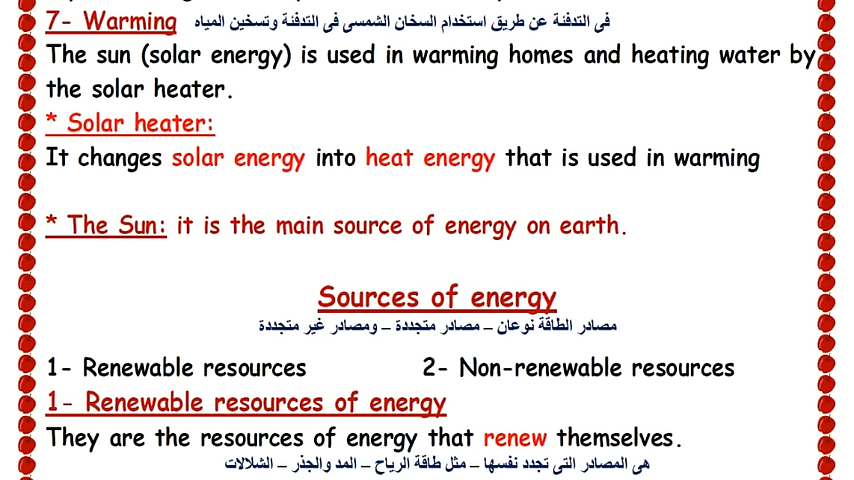 7- Warming فى التدفئة عن طريق استخدام السخان الشمسى فى التدفئة وتسخين المياه
The sun (solar energy) is used in warming homes and heating water by
the solar heater.
* Solar heater:
It changes solar energy into heat energy that is used in warming
* The Sun: it is the main source of energy on earth.
Sources of energy
مصادر الطاقة نوعان – مصادر متجددة – ومصادر غير متجددة
1- Renewable resources 2- Non-renewable resources
1- Renewable resources of energy
They are the resources of energy that renew themselves.
هى المصادر التى تجدد نفسها – مثل طاقة الرياح – المد والجذر – الشلالات